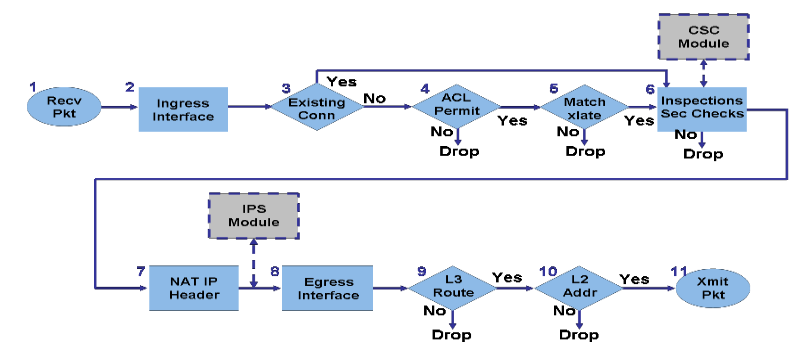 CSC
Module
1
Recv
Pkt
2
Ingress
Interface
3
Existing
Conn
Yes
No
4
ACL
Permit
No
Drop
Yes
5
Match
xlate
No
Drop
Yes
6
Inspections
Sec Checks
No
Drop
IPS
Module
7
NAT IP
Header
8
Egress
Interface
9
L3
Route
No
Drop
Yes
10
L2
Addr
No
Drop
Yes
11
Xmit
Pkt